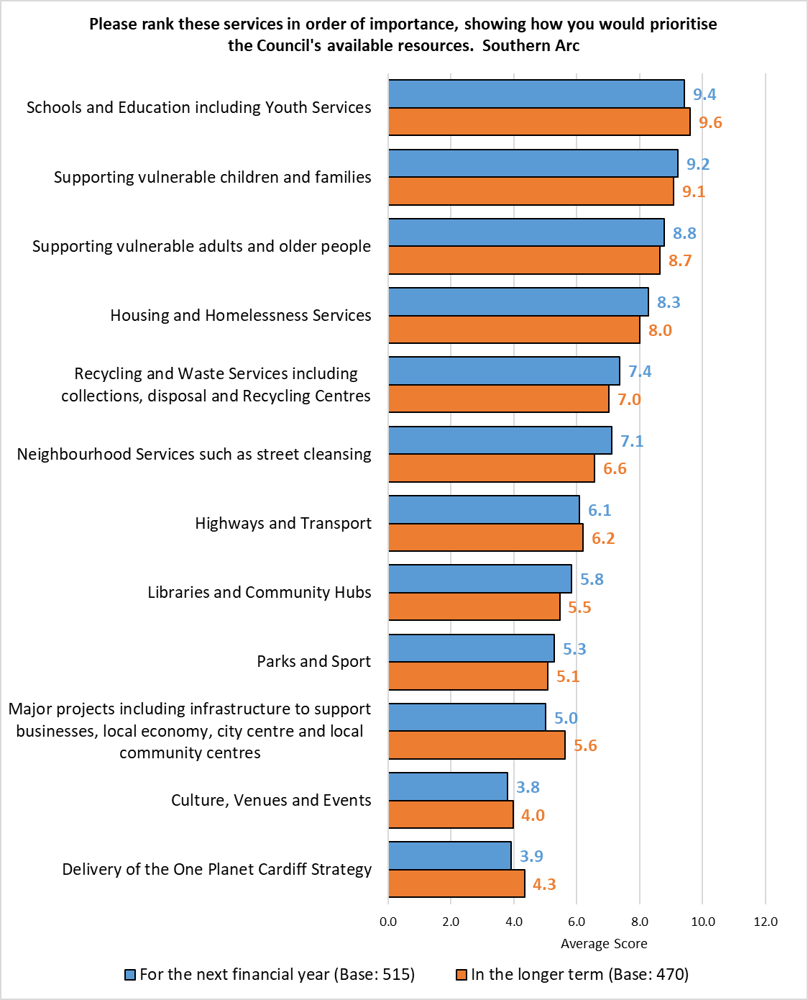 Please rank these services in order of importance, showing how you would prioritise
the Council's available resources.  Southern Arc
Schools and Education including Youth Services
9.4
9.6
Supporting vulnerable children and families
9.2
9.1
Supporting vulnerable adults and older people
8.8
8.7
Housing and Homelessness Services
8.3
8.0
Recycling and Waste Services including
collections, disposal and Recycling Centres
7.4
7.0
Neighbourhood Services such as street cleansing
7.1
6.6
Highways and Transport
6.1
6.2
Libraries and Community Hubs
5.8
5.5
Parks and Sport
5.3
5.1
Major projects including infrastructure to support
businesses, local economy, city centre and local
community centres
5.0
5.6
Culture, Venues and Events
3.8
4.0
Delivery of the One Planet Cardiff Strategy
3.9
4.3
0.0 2.0 4.0 6.0 8.0 10.0 12.0
Average Score
For the next financial year (Base: 515) In the longer term (Base: 470)